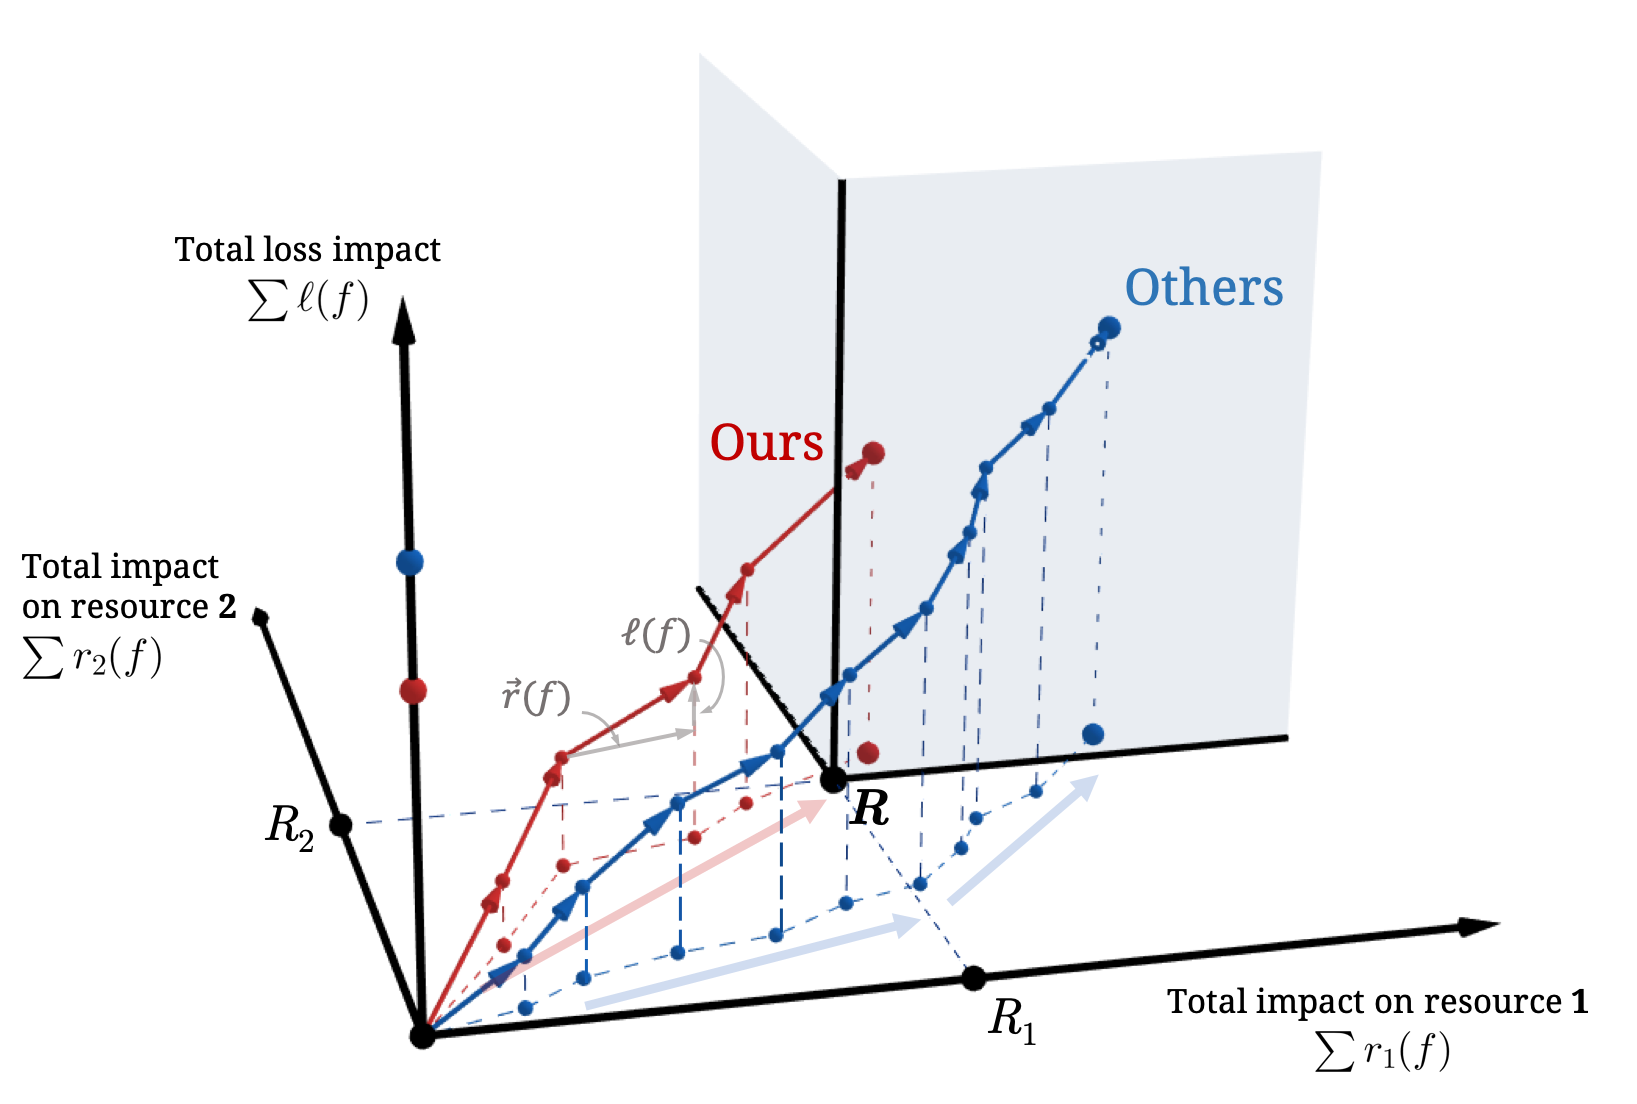 Total loss impact
∑ ℓ(f)
Others
Ours
Total impact
on resource 2
∑ r₂(f)
ℓ(f)
r⃗(f)
R₂
R
R₁
Total impact on resource 1
∑ r₁(f)